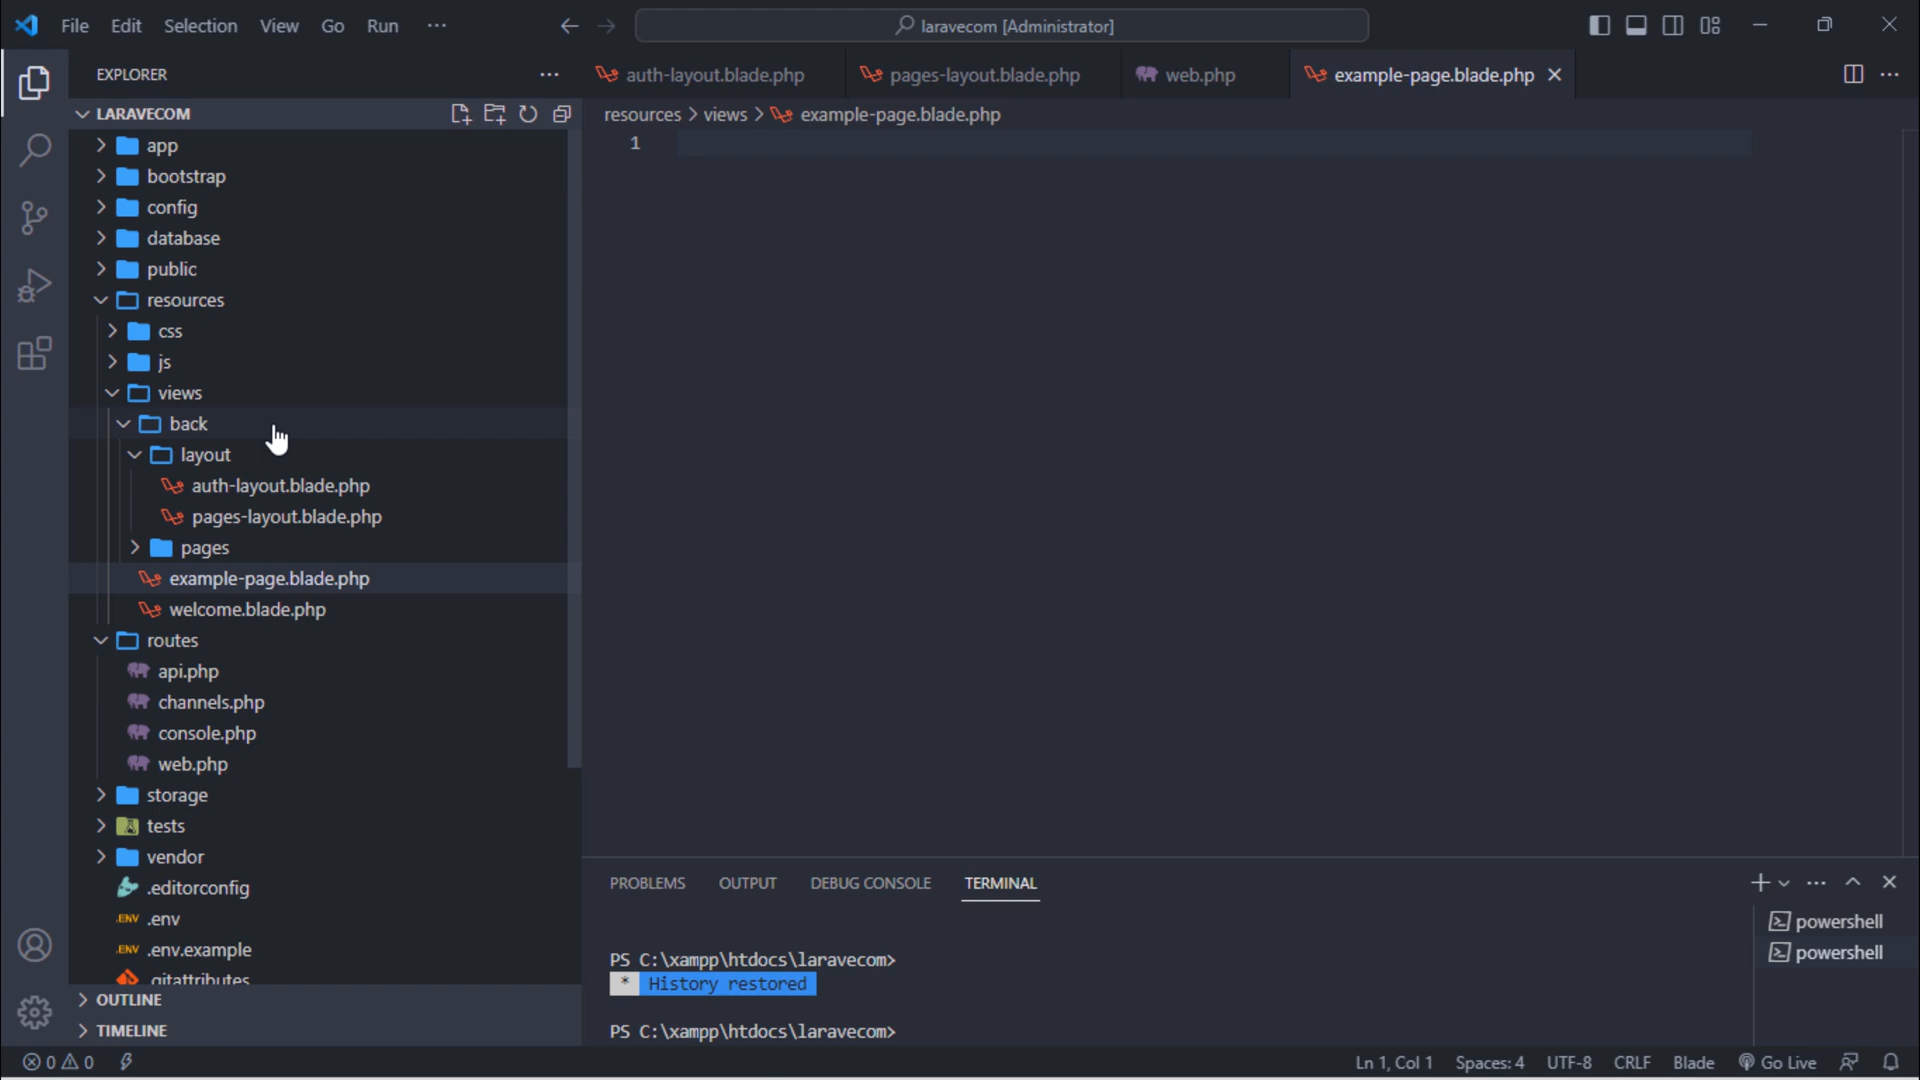 File Edit Selection View Go Run ···
laravecom [Administrator]
EXPLORER
LARAVECOM
app
bootstrap
config
database
public
resources
css
js
views
back
layout
auth-layout.blade.php
pages-layout.blade.php
pages
example-page.blade.php
welcome.blade.php
routes
api.php
channels.php
console.php
web.php
storage
tests
vendor
.editorconfig
.ENV .env
.ENV .env.example
.gitattributes
OUTLINE
TIMELINE
auth-layout.blade.php pages-layout.blade.php web.php example-page.blade.php
resources > views > example-page.blade.php
1
PROBLEMS OUTPUT DEBUG CONSOLE TERMINAL
PS C:\xampp\htdocs\laravecom>
* History restored
PS C:\xampp\htdocs\laravecom>
powershell
powershell
0 0 Ln 1, Col 1 Spaces: 4 UTF-8 CRLF Blade Go Live